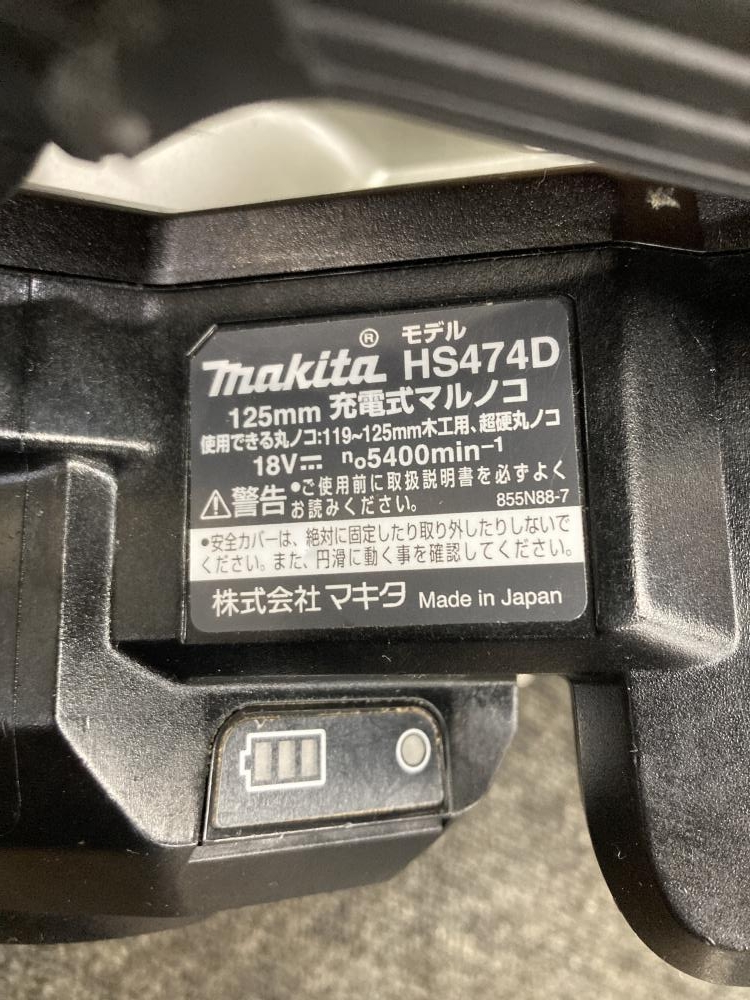 ® モデル
makita HS474D
125mm 充電式マルノコ
使用できる丸ノコ:119~125mm木工用、超硬丸ノコ
18V⎓ no5400min⁻¹
⚠警告 •ご使用前に取扱説明書を必ずよく
お読みください。 855N88-7
•安全カバーは、絶対に固定したり取り外したりしないで
ください。また、円滑に動く事を確認してください。
株式会社 マキタ Made in Japan